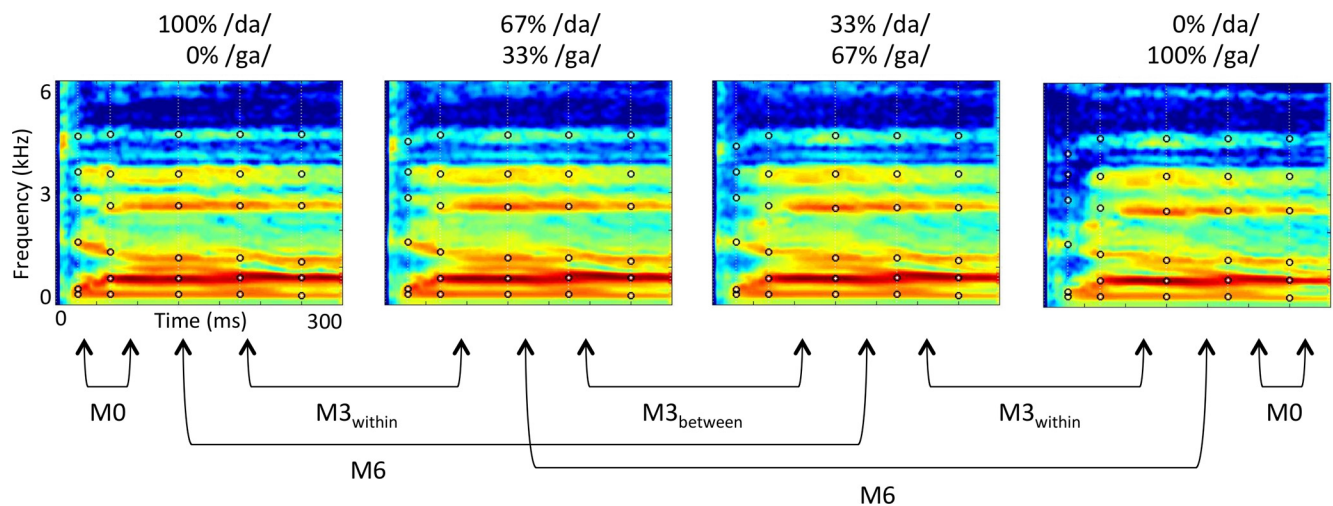 100% /da/
0% /ga/
67% /da/
33% /ga/
33% /da/
67% /ga/
0% /da/
100% /ga/
Frequency (kHz)
6
3
0
0 Time (ms) 300
M0
M3within
M3between
M3within
M0
M6
M6